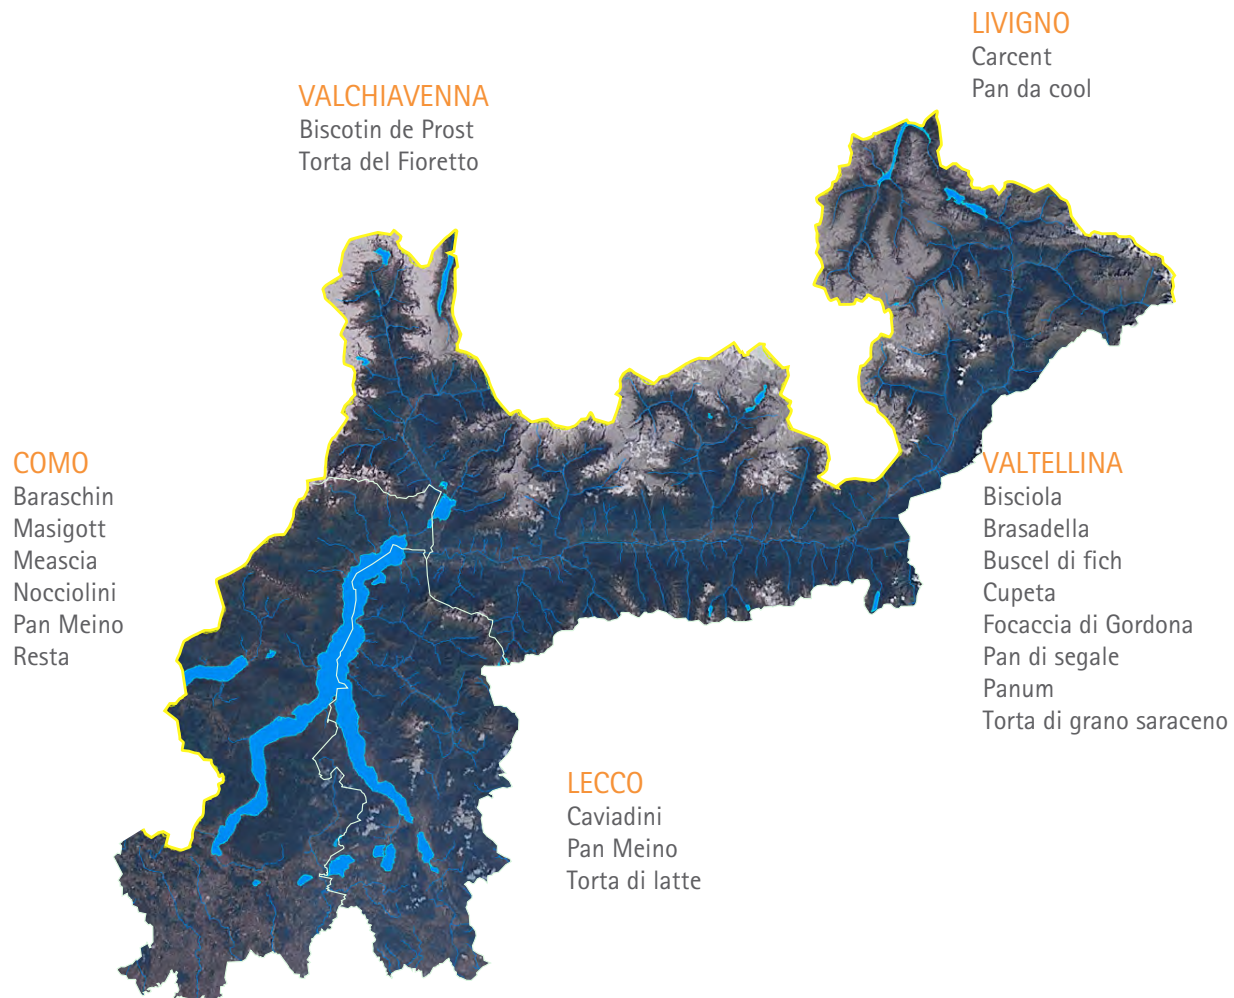 LIVIGNO
Carcent
Pan da cool
VALCHIAVENNA
Biscotin de Prost
Torta del Fioretto
COMO
Baraschin
Masigott
Meascia
Nocciolini
Pan Meino
Resta
VALTELLINA
Bisciola
Brasadella
Buscel di fich
Cupeta
Focaccia di Gordona
Pan di segale
Panum
Torta di grano saraceno
LECCO
Caviadini
Pan Meino
Torta di latte